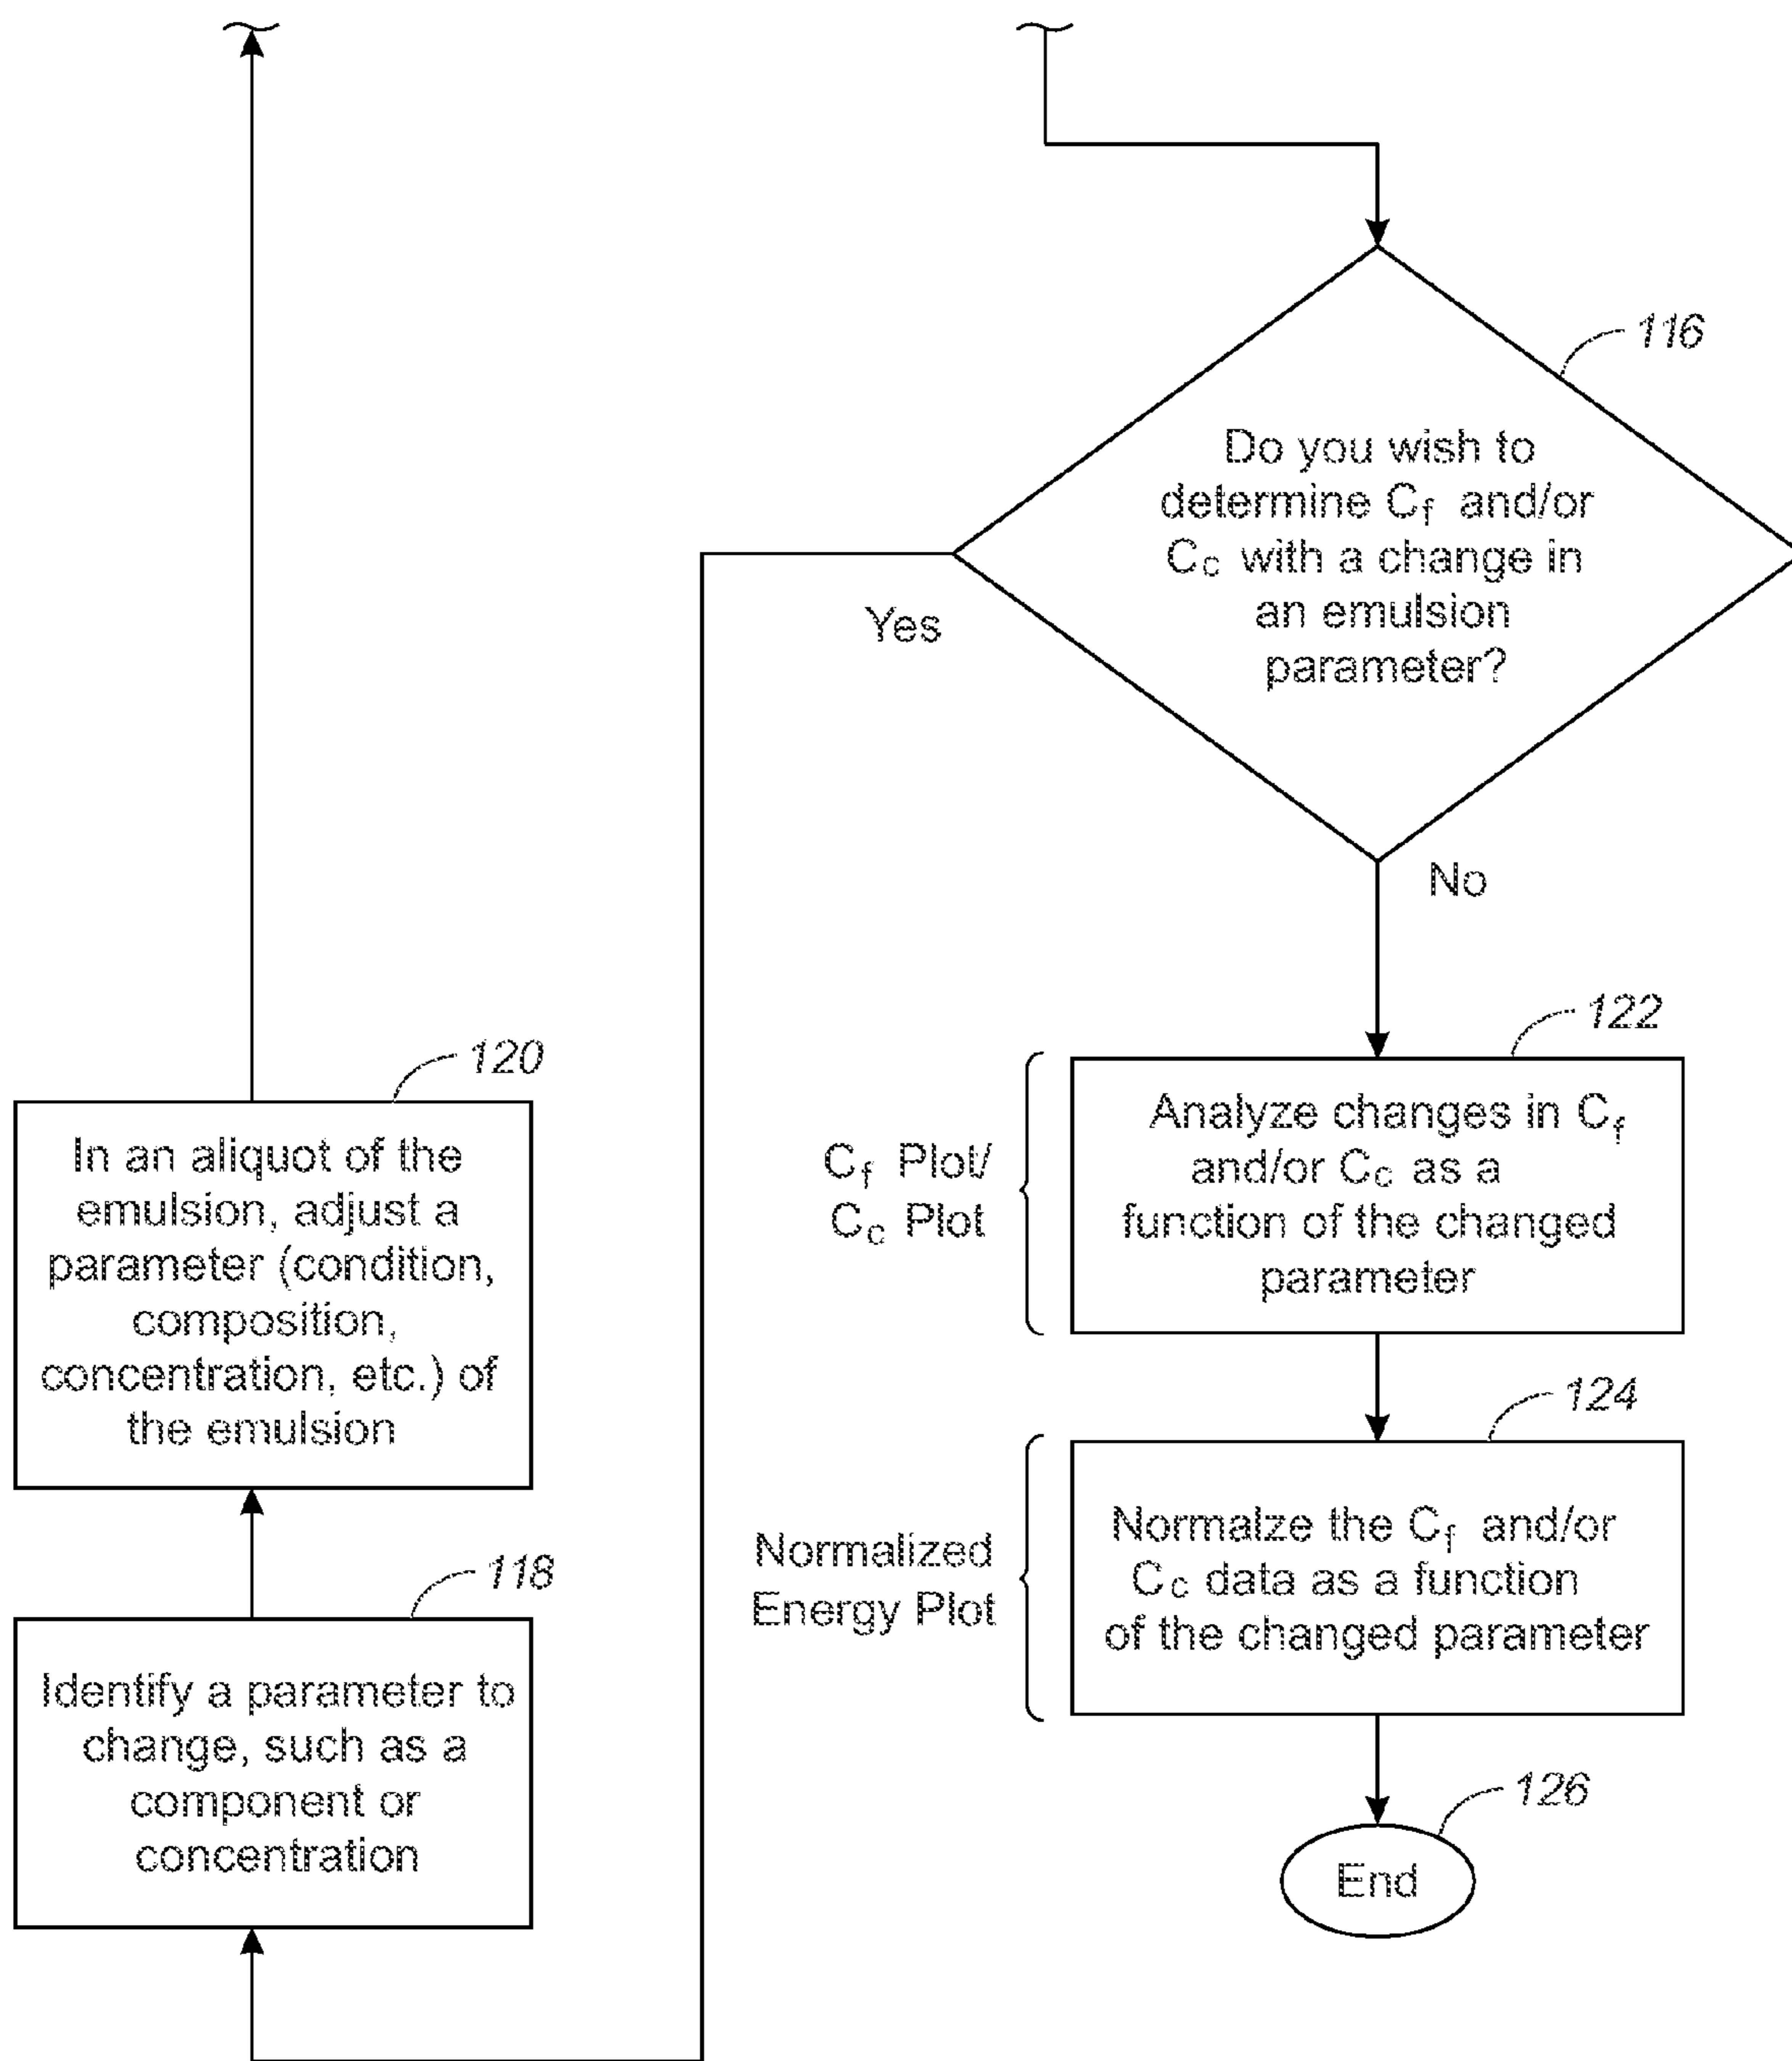 116
Do you wish to
determine Cf and/or
Cc with a change in
an emulsion
parameter?
Yes
No
122
Analyze changes in Cf
and/or Cc as a
function of the changed
parameter
Cf Plot/
Cc Plot
124
Normalze the Cf and/or
Cc data as a function
of the changed parameter
Normalized
Energy Plot
126
End
120
In an aliquot of the
emulsion, adjust a
parameter (condition,
composition,
concentration, etc.) of
the emulsion
118
Identify a parameter to
change, such as a
component or
concentration